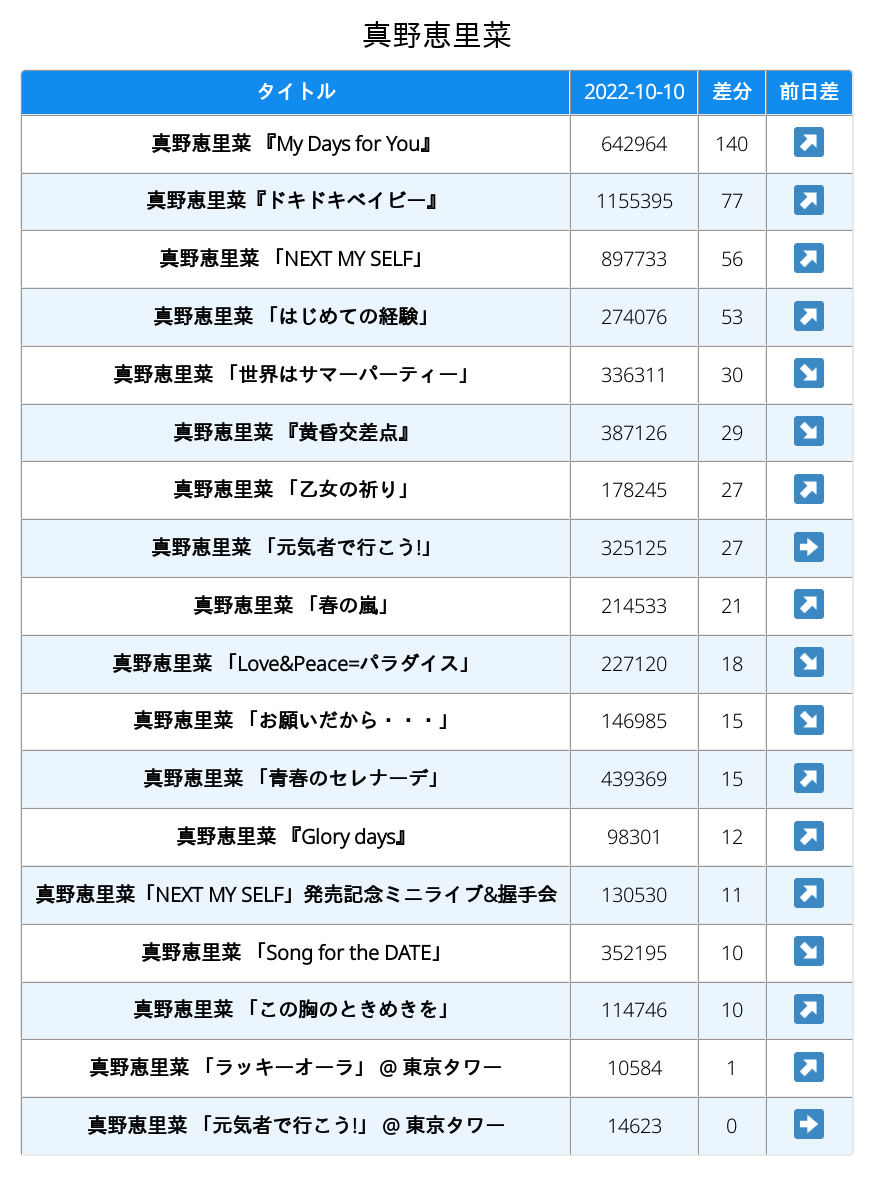 真野恵里菜
タイトル 2022-10-10 差分 前日差
真野恵里菜 『My Days for You』 642964 140
真野恵里菜『ドキドキベイビー』 1155395 77
真野恵里菜 「NEXT MY SELF」 897733 56
真野恵里菜 「はじめての経験」 274076 53
真野恵里菜 「世界はサマーパーティー」 336311 30
真野恵里菜 『黄昏交差点』 387126 29
真野恵里菜 「乙女の祈り」 178245 27
真野恵里菜 「元気者で行こう!」 325125 27
真野恵里菜 「春の嵐」 214533 21
真野恵里菜 「Love&Peace=パラダイス」 227120 18
真野恵里菜 「お願いだから・・・」 146985 15
真野恵里菜 「青春のセレナーデ」 439369 15
真野恵里菜 『Glory days』 98301 12
真野恵里菜「NEXT MY SELF」発売記念ミニライブ&握手会 130530 11
真野恵里菜 「Song for the DATE」 352195 10
真野恵里菜 「この胸のときめきを」 114746 10
真野恵里菜 「ラッキーオーラ」 @ 東京タワー 10584 1
真野恵里菜 「元気者で行こう!」 @ 東京タワー 14623 0